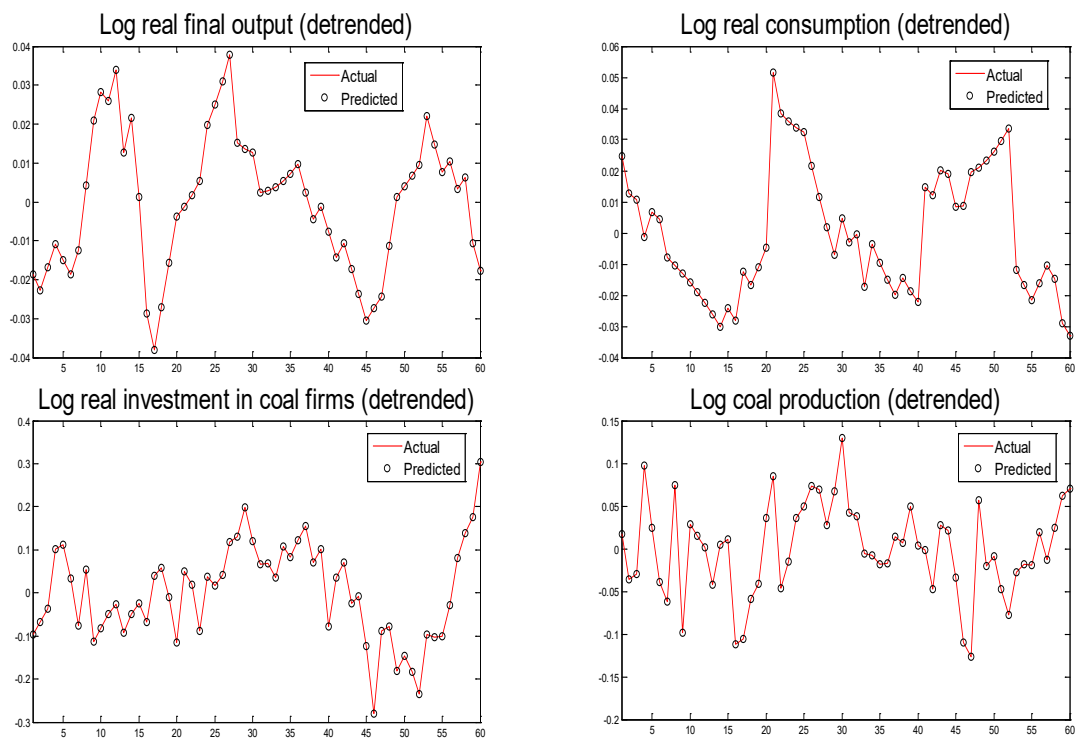 Log real final output (detrended)
0.04
0.03
0.02
0.01
0
-0.01
-0.02
-0.03
-0.04
5 10 15 20 25 30 35 40 45 50 55 60
Actual
Predicted
Log real consumption (detrended)
0.06
0.05
0.04
0.03
0.02
0.01
0
-0.01
-0.02
-0.03
-0.04
5 10 15 20 25 30 35 40 45 50 55 60
Actual
Predicted
Log real investment in coal firms (detrended)
0.4
0.3
0.2
0.1
0
-0.1
-0.2
-0.3
5 10 15 20 25 30 35 40 45 50 55 60
Actual
Predicted
Log coal production (detrended)
0.15
0.1
0.05
0
-0.05
-0.1
-0.15
-0.2
5 10 15 20 25 30 35 40 45 50 55 60
Actual
Predicted